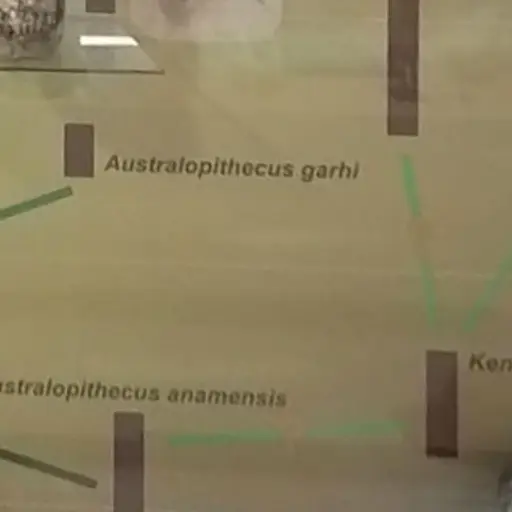 Australopithecus garhi
Ken
ustralopithecus anamensis